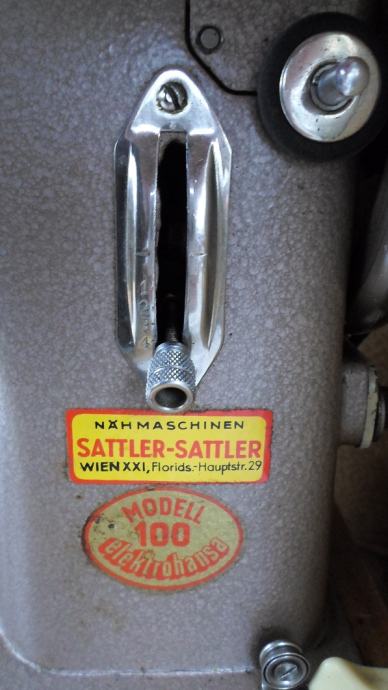 NÄHMASCHINEN
SATTLER-SATTLER
WIEN XXI, Florids.-Hauptstr. 29
MODELL
100
elektrohansa